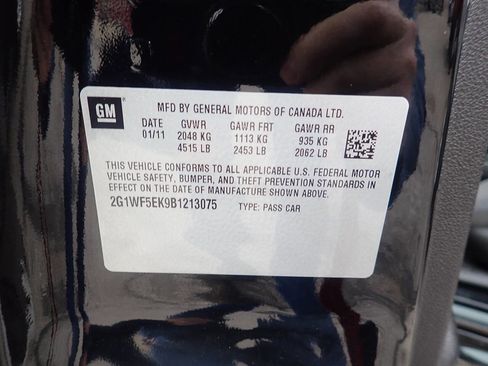 GM
MFD BY GENERAL MOTORS OF CANADA LTD.
DATE GVWR GAWR FRT GAWR RR
01/11 2048 KG 1113 KG 935 KG
4515 LB 2453 LB 2062 LB
THIS VEHICLE CONFORMS TO ALL APPLICABLE U.S. FEDERAL MOTOR
VEHICLE SAFETY, BUMPER, AND THEFT PREVENTION STANDARDS IN
EFFECT ON THE DATE OF MANUFACTURE SHOWN ABOVE.
2G1WF5EK9B1213075 TYPE: PASS CAR